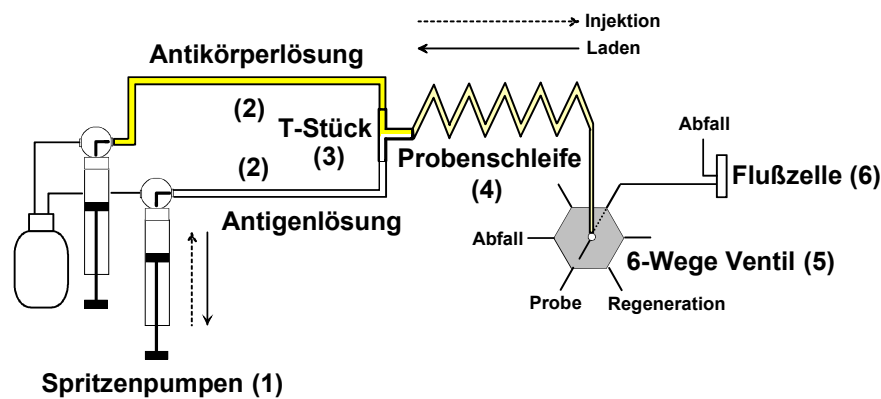 Injektion
Laden
Antikörperlösung
(2)
T-Stück
(3)
Probenschleife
(4)
Abfall
Flußzelle (6)
(2)
Antigenlösung
Abfall
6-Wege Ventil (5)
Probe
Regeneration
Spritzenpumpen (1)